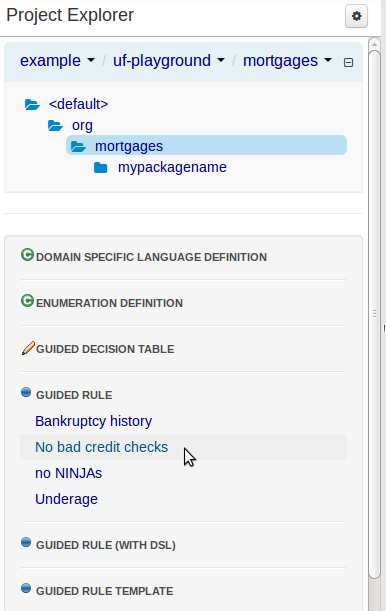 Project Explorer
example / uf-playground / mortgages
<default>
org
mortgages
mypackagename
DOMAIN SPECIFIC LANGUAGE DEFINITION
ENUMERATION DEFINITION
GUIDED DECISION TABLE
GUIDED RULE
Bankruptcy history
No bad credit checks
no NINJAs
Underage
GUIDED RULE (WITH DSL)
GUIDED RULE TEMPLATE